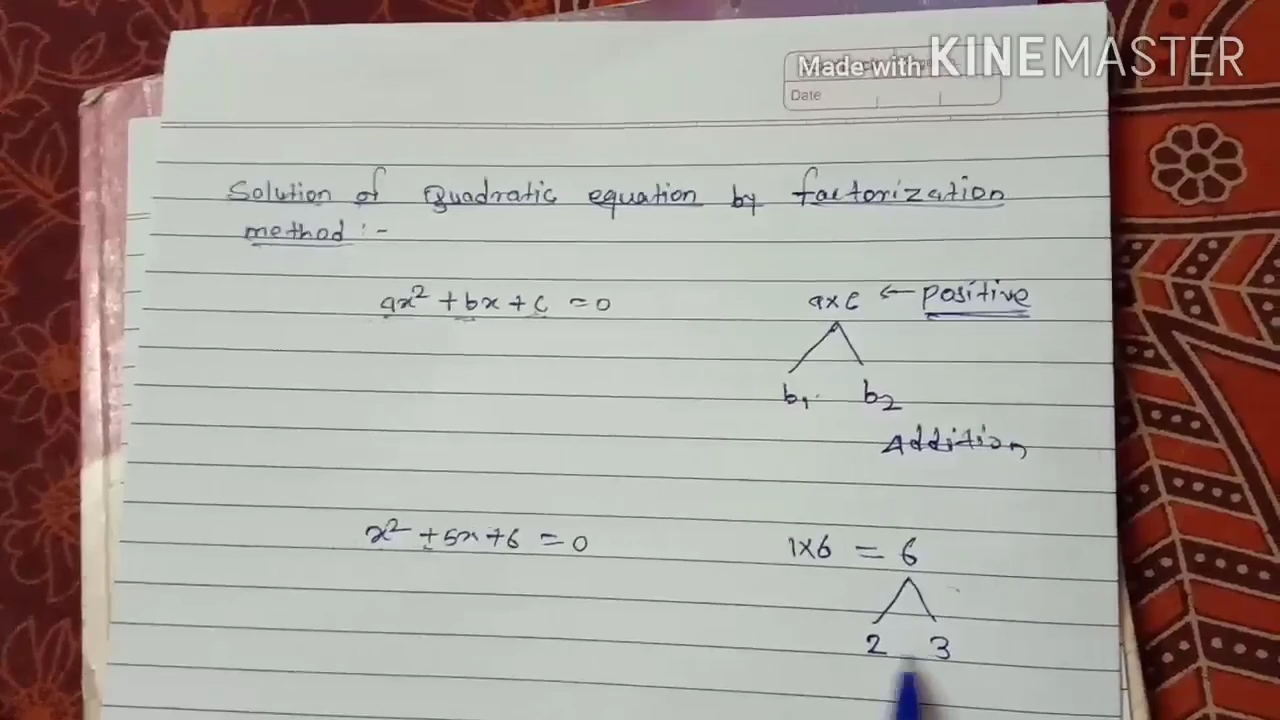 Made with KINEMASTER
Date
Solution of Quadratic equation by factorization
method :-
ax² + bx + c = 0
a×c ← positive
b₁ b₂
Addition
x² + 5x + 6 = 0
1×6 = 6
2 3